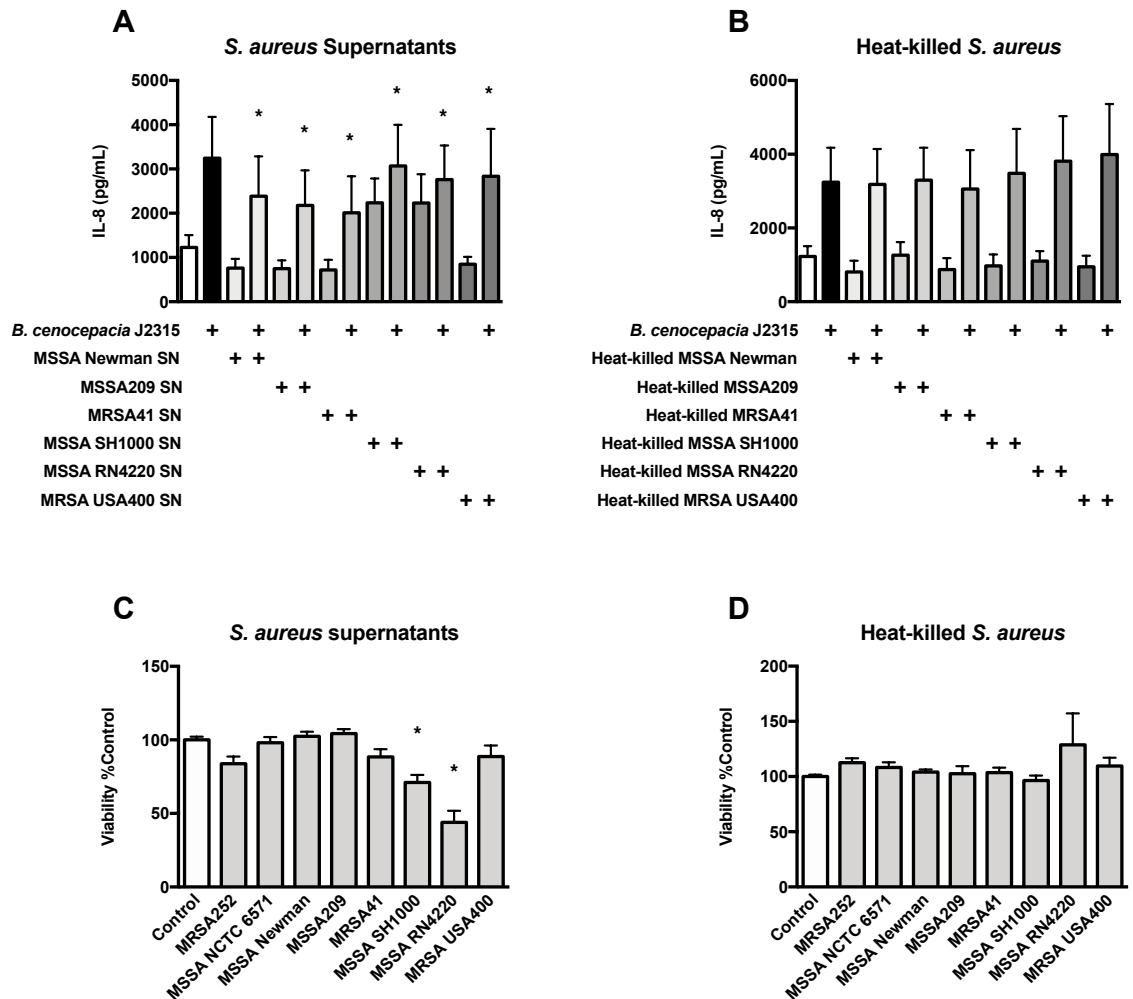 A
S. aureus Supernatants
5000
4000
3000
2000
1000
0
IL-8 (pg/mL)
* * * * * *
B. cenocepacia J2315 + + + + + + +
MSSA Newman SN + +
MSSA209 SN + +
MRSA41 SN + +
MSSA SH1000 SN + +
MSSA RN4220 SN + +
MRSA USA400 SN + +
B
Heat-killed S. aureus
6000
4000
2000
0
IL-8 (pg/mL)
B. cenocepacia J2315 + + + + + + +
Heat-killed MSSA Newman + +
Heat-killed MSSA209 + +
Heat-killed MRSA41 + +
Heat-killed MSSA SH1000 + +
Heat-killed MSSA RN4220 + +
Heat-killed MRSA USA400 + +
C
S. aureus supernatants
150
100
50
0
Viability %Control
* *
Control
MRSA252
MSSA NCTC 6571
MSSA Newman
MSSA209
MRSA41
MSSA SH1000
MSSA RN4220
MRSA USA400
D
Heat-killed S. aureus
200
150
100
50
0
Viability %Control
Control
MRSA252
MSSA NCTC 6571
MSSA Newman
MSSA209
MRSA41
MSSA SH1000
MSSA RN4220
MRSA USA400